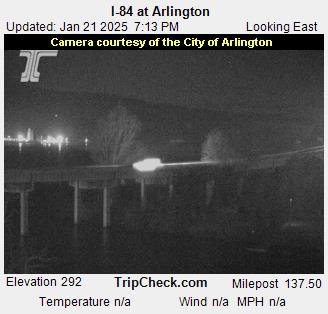 I-84 at Arlington
Updated: Jan 21 2025 7:13 PM Looking East
Camera courtesy of the City of Arlington
Elevation 292 TripCheck.com Milepost 137.50
Temperature n/a Wind n/a MPH n/a